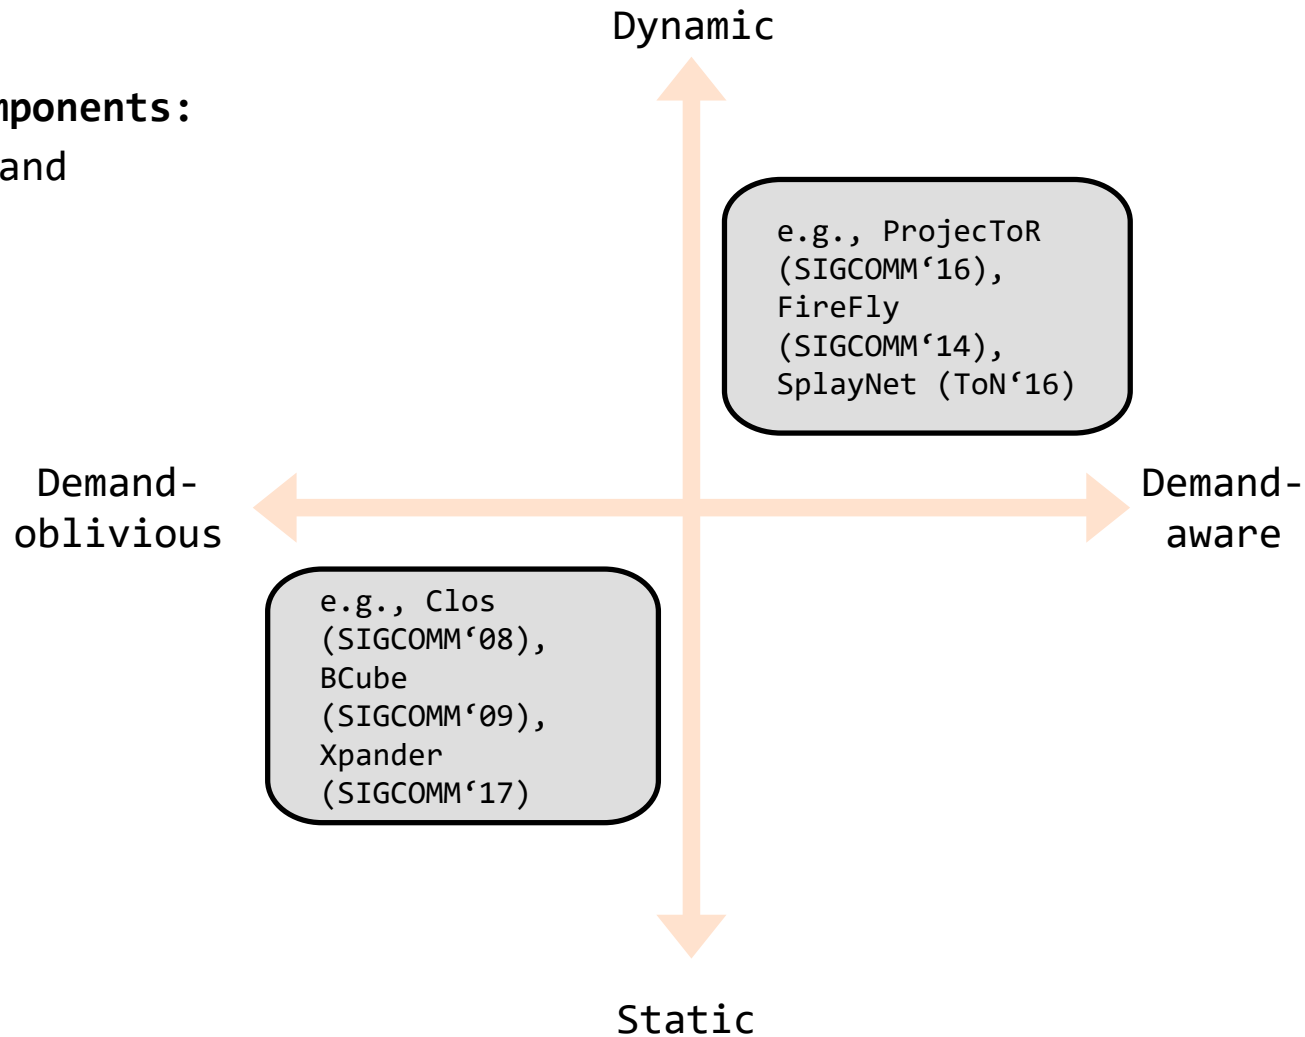 Dynamic
mponents:
and
e.g., ProjecToR
(SIGCOMM‘16),
FireFly
(SIGCOMM‘14),
SplayNet (ToN‘16)
Demand-
oblivious
Demand-
aware
e.g., Clos
(SIGCOMM‘08),
BCube
(SIGCOMM‘09),
Xpander
(SIGCOMM‘17)
Static